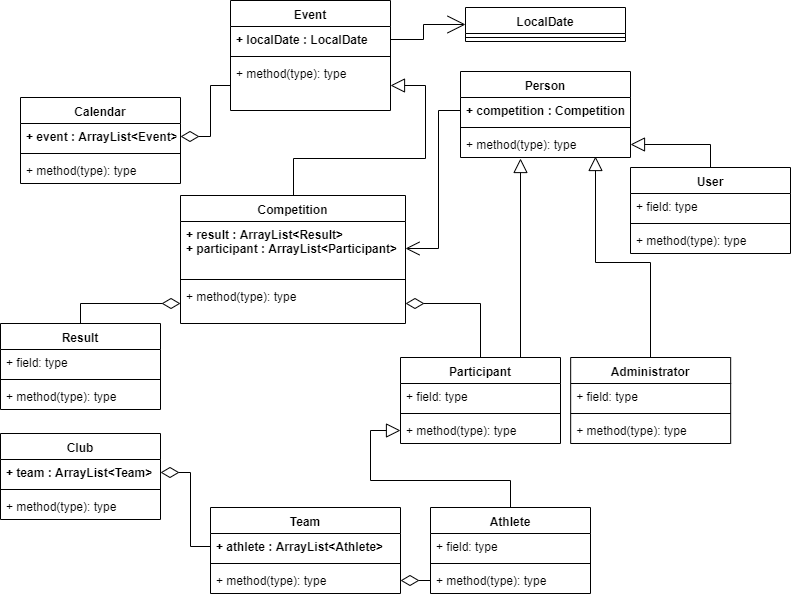 Event
+ localDate : LocalDate
+ method(type): type
LocalDate
Calendar
+ event : ArrayList<Event>
+ method(type): type
Person
+ competition : Competition
+ method(type): type
User
+ field: type
+ method(type): type
Competition
+ result : ArrayList<Result>
+ participant : ArrayList<Participant>
+ method(type): type
Result
+ field: type
+ method(type): type
Participant
+ field: type
+ method(type): type
Administrator
+ field: type
+ method(type): type
Club
+ team : ArrayList<Team>
+ method(type): type
Team
+ athlete : ArrayList<Athlete>
+ method(type): type
Athlete
+ field: type
+ method(type): type